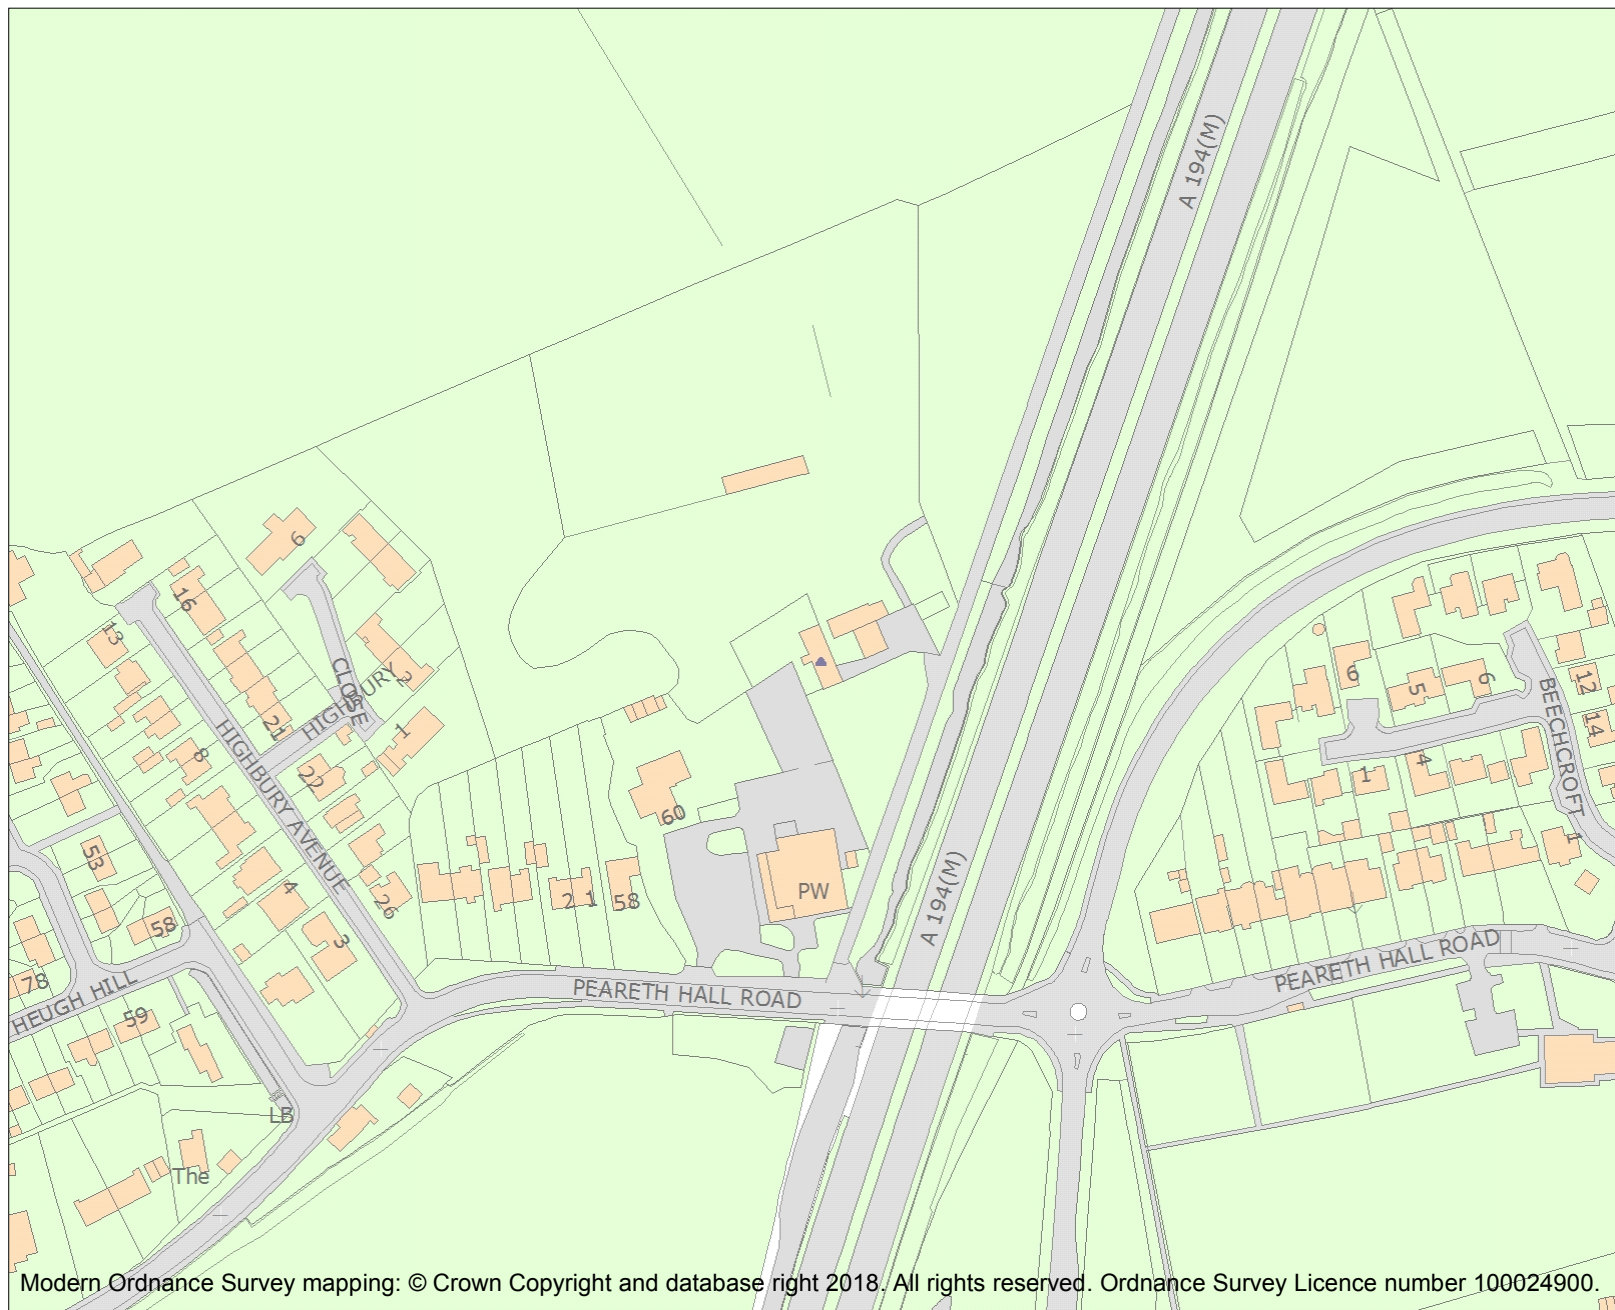 A 194(M)
6
16
13
CLOSE
HIGHBURY
2
6
5
6
12
BEECHCROFT
14
21
1
8
HIGHBURY AVENUE
22
1
4
60
53
1
4
26
2 1
58
PW
A 194(M)
58
3
PEARETH HALL ROAD
78
HEUGH HILL
PEARETH HALL ROAD
59
LB
The
Modern Ordnance Survey mapping: © Crown Copyright and database right 2018. All rights reserved. Ordnance Survey Licence number 100024900.